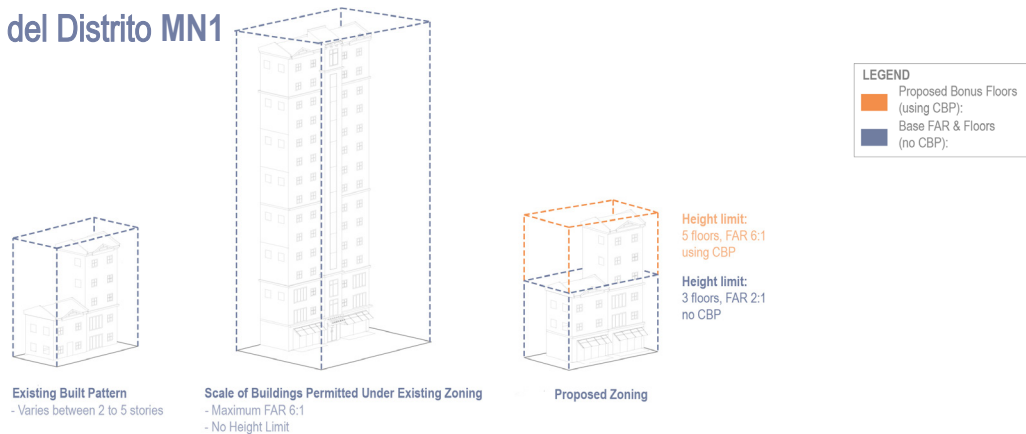 del Distrito MN1
LEGEND
Proposed Bonus Floors
(using CBP):
Base FAR & Floors
(no CBP):
Height limit:
5 floors, FAR 6:1
using CBP
Height limit:
3 floors, FAR 2:1
no CBP
Existing Built Pattern
- Varies between 2 to 5 stories
Scale of Buildings Permitted Under Existing Zoning
- Maximum FAR 6:1
- No Height Limit
Proposed Zoning